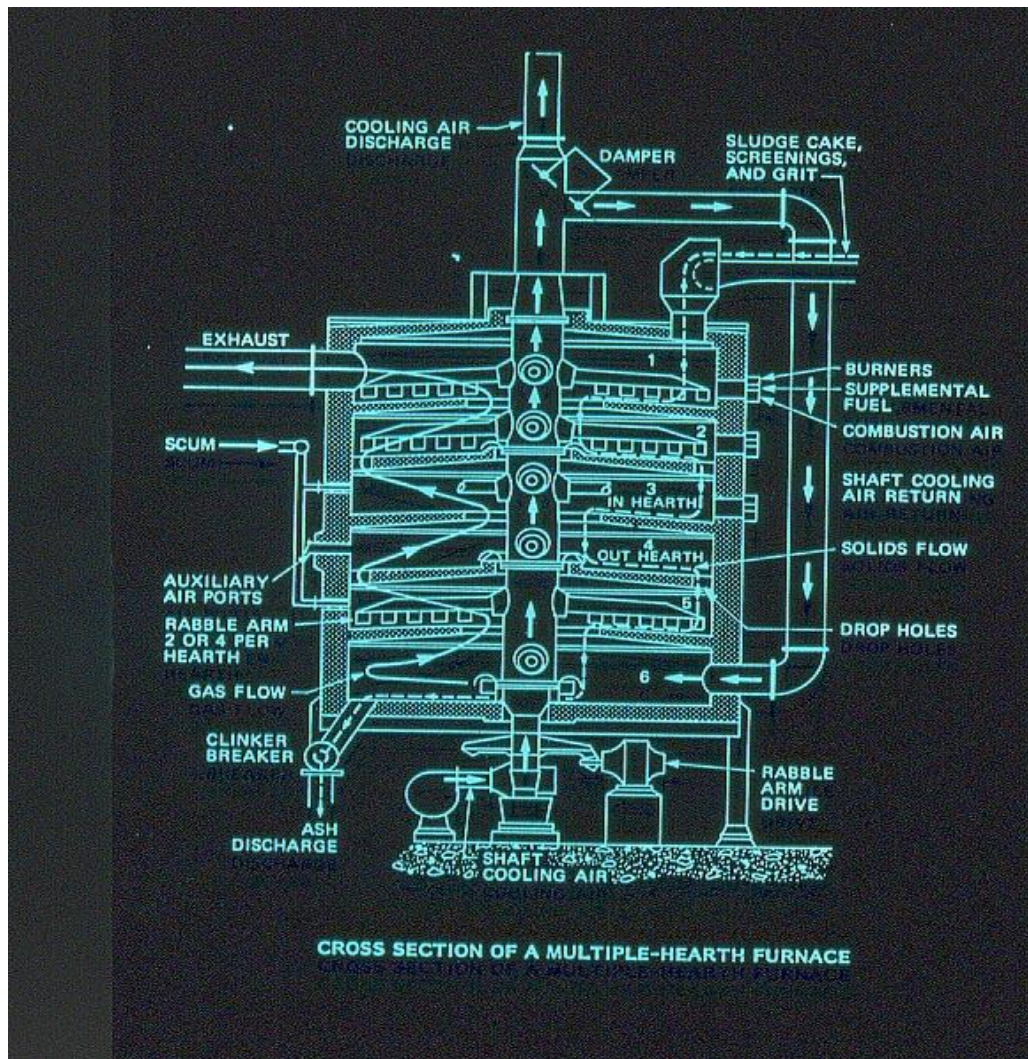 COOLING AIR
DISCHARGE
DAMPER
SLUDGE CAKE,
SCREENINGS,
AND GRIT
EXHAUST
1
BURNERS
SUPPLEMENTAL
FUEL
COMBUSTION AIR
2
SCUM
3
IN HEARTH
SHAFT COOLING
AIR RETURN
4
OUT HEARTH
SOLIDS FLOW
AUXILIARY
AIR PORTS
5
RABBLE ARM
2 OR 4 PER
HEARTH
DROP HOLES
GAS FLOW
6
CLINKER
BREAKER
RABBLE
ARM
DRIVE
ASH
DISCHARGE
SHAFT
COOLING AIR
CROSS SECTION OF A MULTIPLE-HEARTH FURNACE